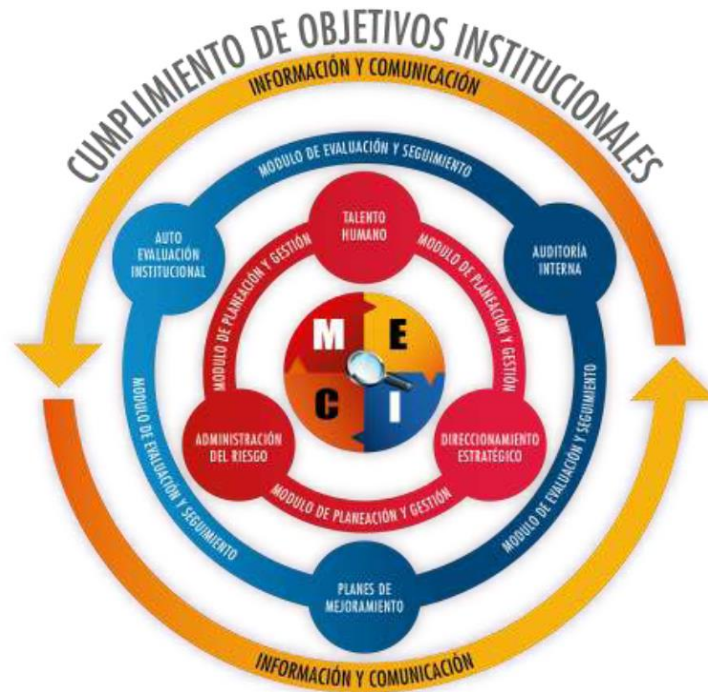 CUMPLIMIENTO DE OBJETIVOS INSTITUCIONALES
INFORMACIÓN Y COMUNICACIÓN
MODULO DE EVALUACIÓN Y SEGUIMIENTO
AUTO
EVALUACIÓN
INSTITUCIONAL
TALENTO
HUMANO
AUDITORÍA
INTERNA
MODULO DE PLANEACIÓN Y GESTIÓN
MODULO DE PLANEACIÓN Y GESTIÓN
M E
C I
MODULO DE EVALUACIÓN Y SEGUIMIENTO
MODULO DE EVALUACIÓN Y SEGUIMIENTO
ADMINISTRACIÓN
DEL RIESGO
DIRECCIONAMIENTO
ESTRATÉGICO
MODULO DE PLANEACIÓN Y GESTIÓN
PLANES DE
MEJORAMIENTO
INFORMACIÓN Y COMUNICACIÓN